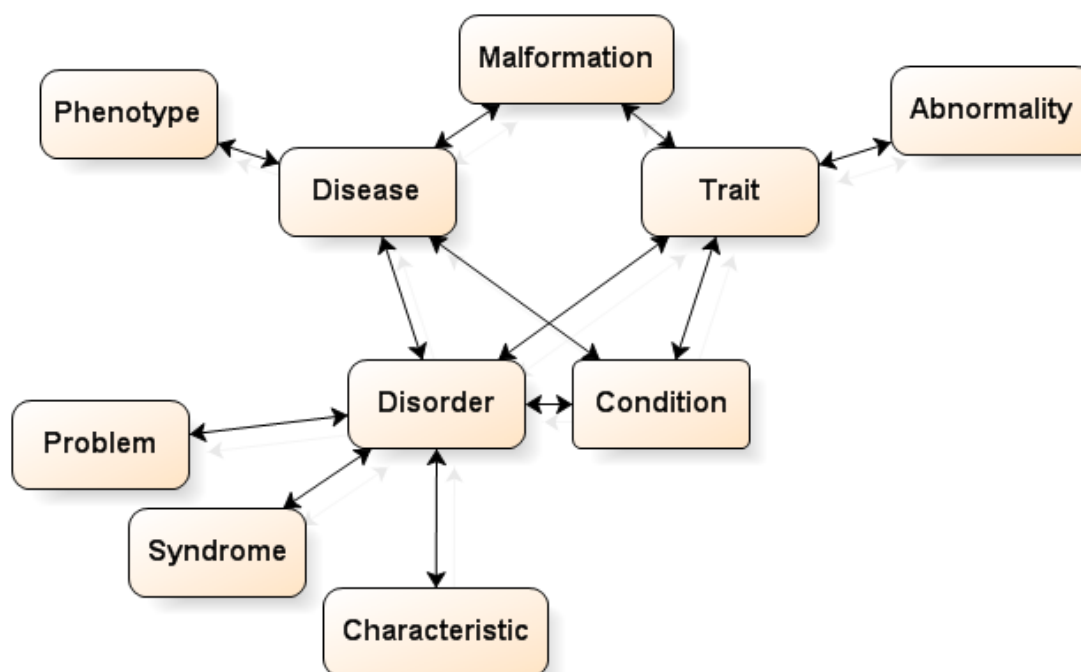 Malformation
Phenotype
Abnormality
Disease
Trait
Disorder
Condition
Problem
Syndrome
Characteristic